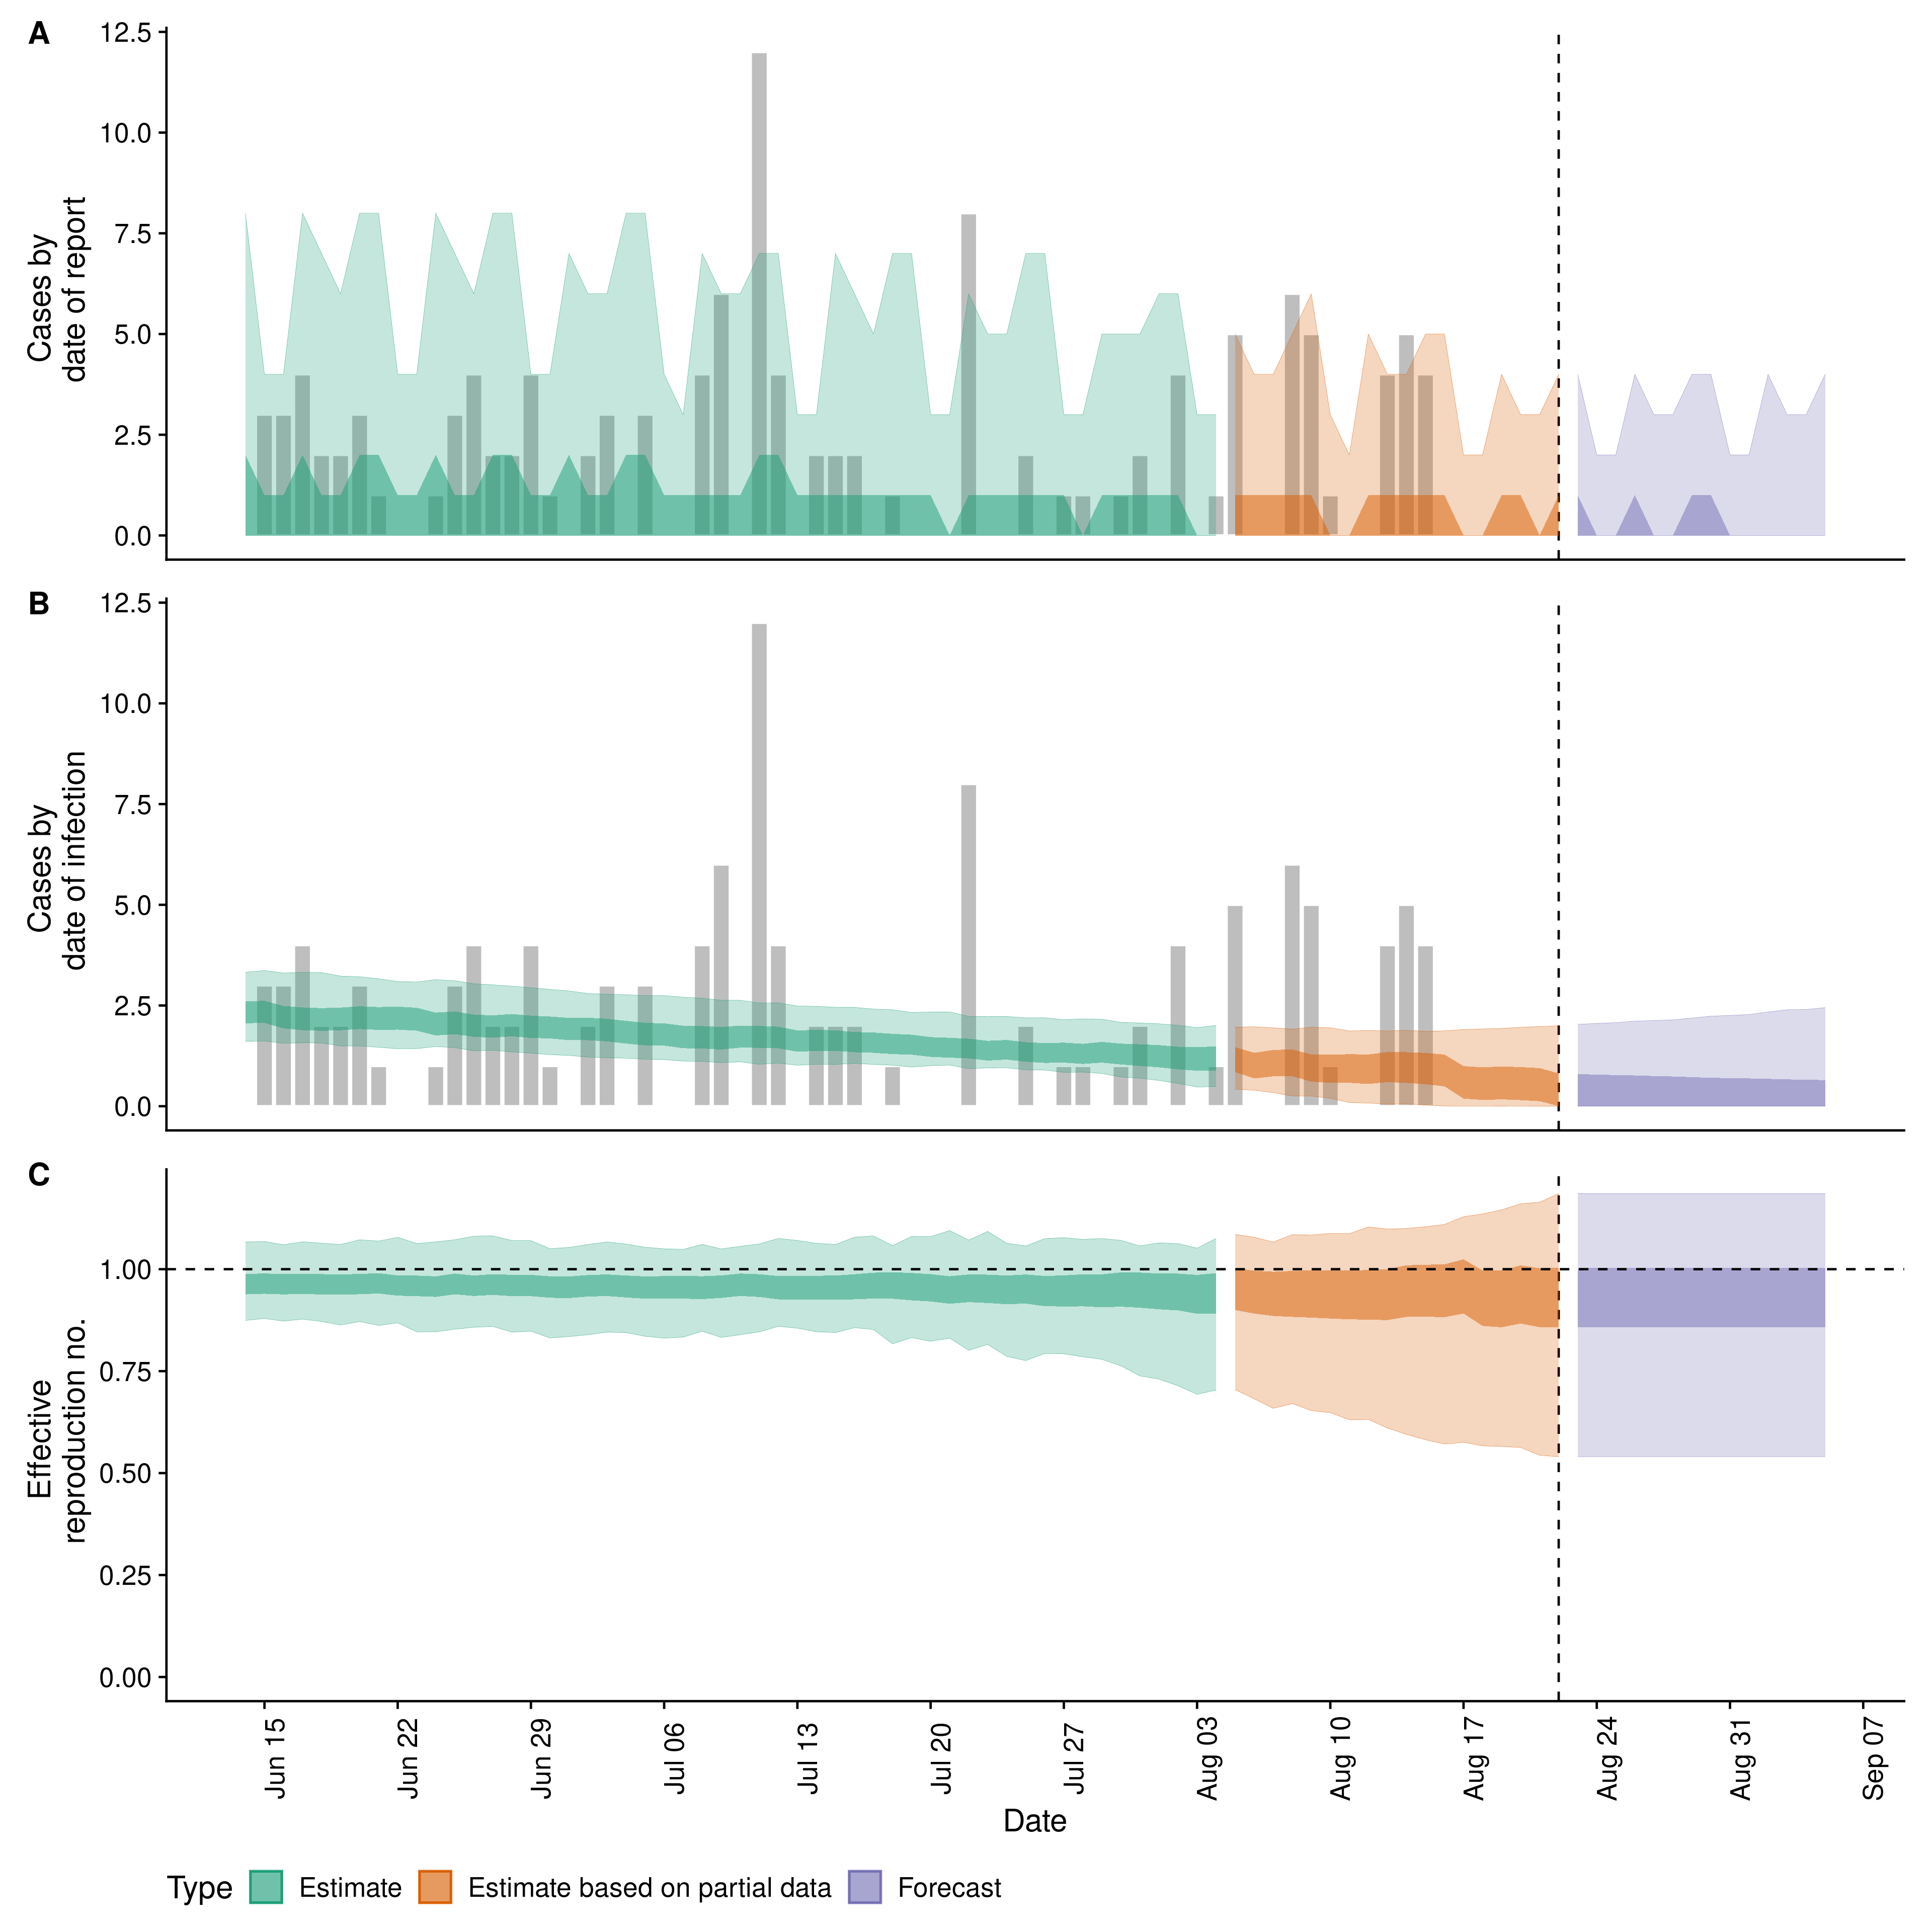 A
12.5
10.0
7.5
5.0
2.5
0.0
Cases by
date of report
B
12.5
10.0
7.5
5.0
2.5
0.0
Cases by
date of infection
C
1.00
0.75
0.50
0.25
0.00
Effective
reproduction no.
Jun 15
Jun 22
Jun 29
Jul 06
Jul 13
Jul 20
Jul 27
Aug 03
Aug 10
Aug 17
Aug 24
Aug 31
Sep 07
Date
Type Estimate Estimate based on partial data Forecast